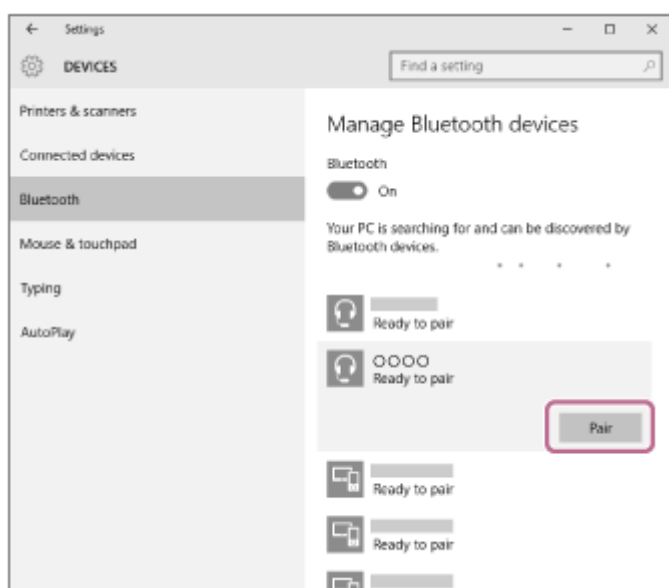 Settings
DEVICES
Find a setting
Printers & scanners
Connected devices
Bluetooth
Mouse & touchpad
Typing
AutoPlay
Manage Bluetooth devices
Bluetooth
On
Your PC is searching for and can be discovered by
Bluetooth devices.
Ready to pair
OOOO
Ready to pair
Pair
Ready to pair
Ready to pair